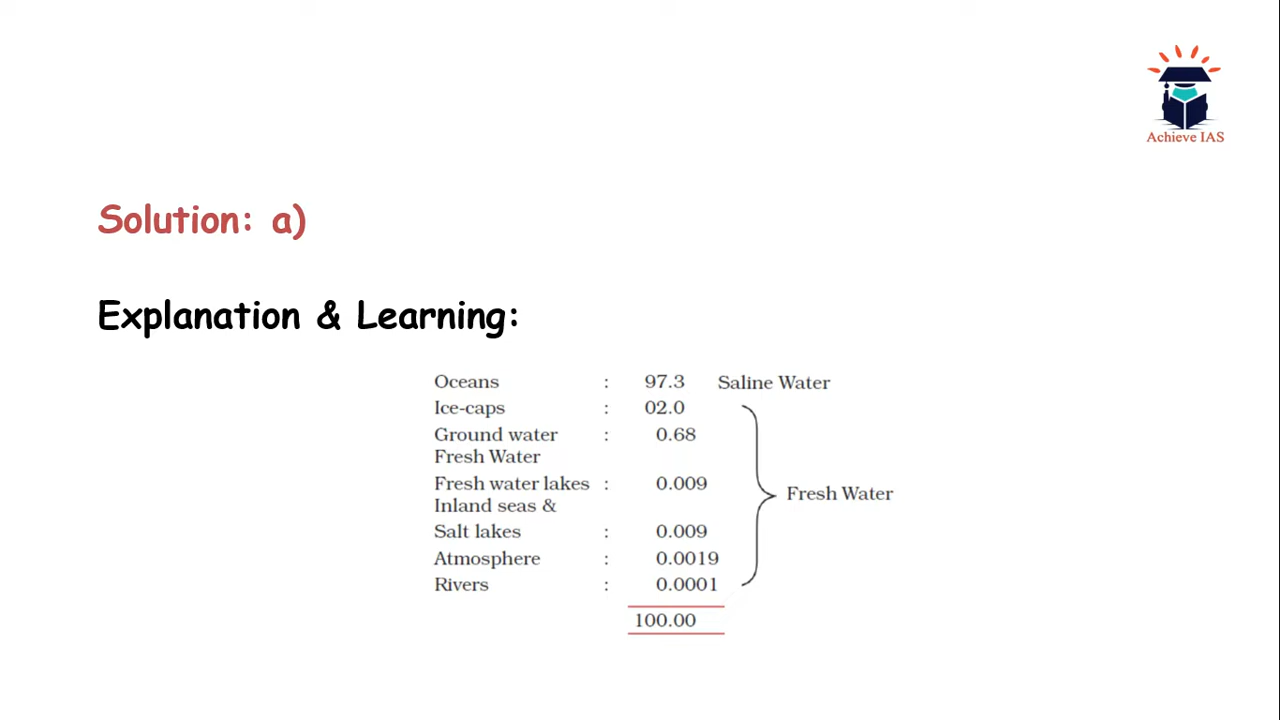 Achieve IAS
Solution: a)
Explanation & Learning:
Oceans : 97.3 Saline Water
Ice-caps : 02.0
Ground water : 0.68
Fresh Water
Fresh water lakes : 0.009
Fresh Water
Inland seas &
Salt lakes : 0.009
Atmosphere : 0.0019
Rivers : 0.0001
100.00